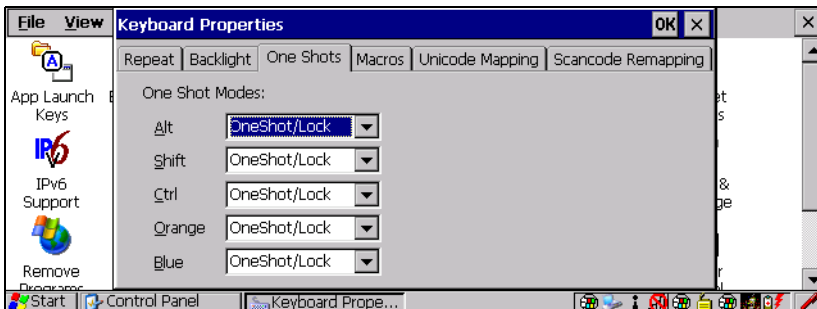 File View
Keyboard Properties OK
Repeat Backlight One Shots Macros Unicode Mapping Scancode Remapping
One Shot Modes:
Alt OneShot/Lock
Shift OneShot/Lock
Ctrl OneShot/Lock
Orange OneShot/Lock
Blue OneShot/Lock
App Launch
Keys
IPv6
IPv6
Support
Remove
Programs
&
Start Control Panel Keyboard Prope...